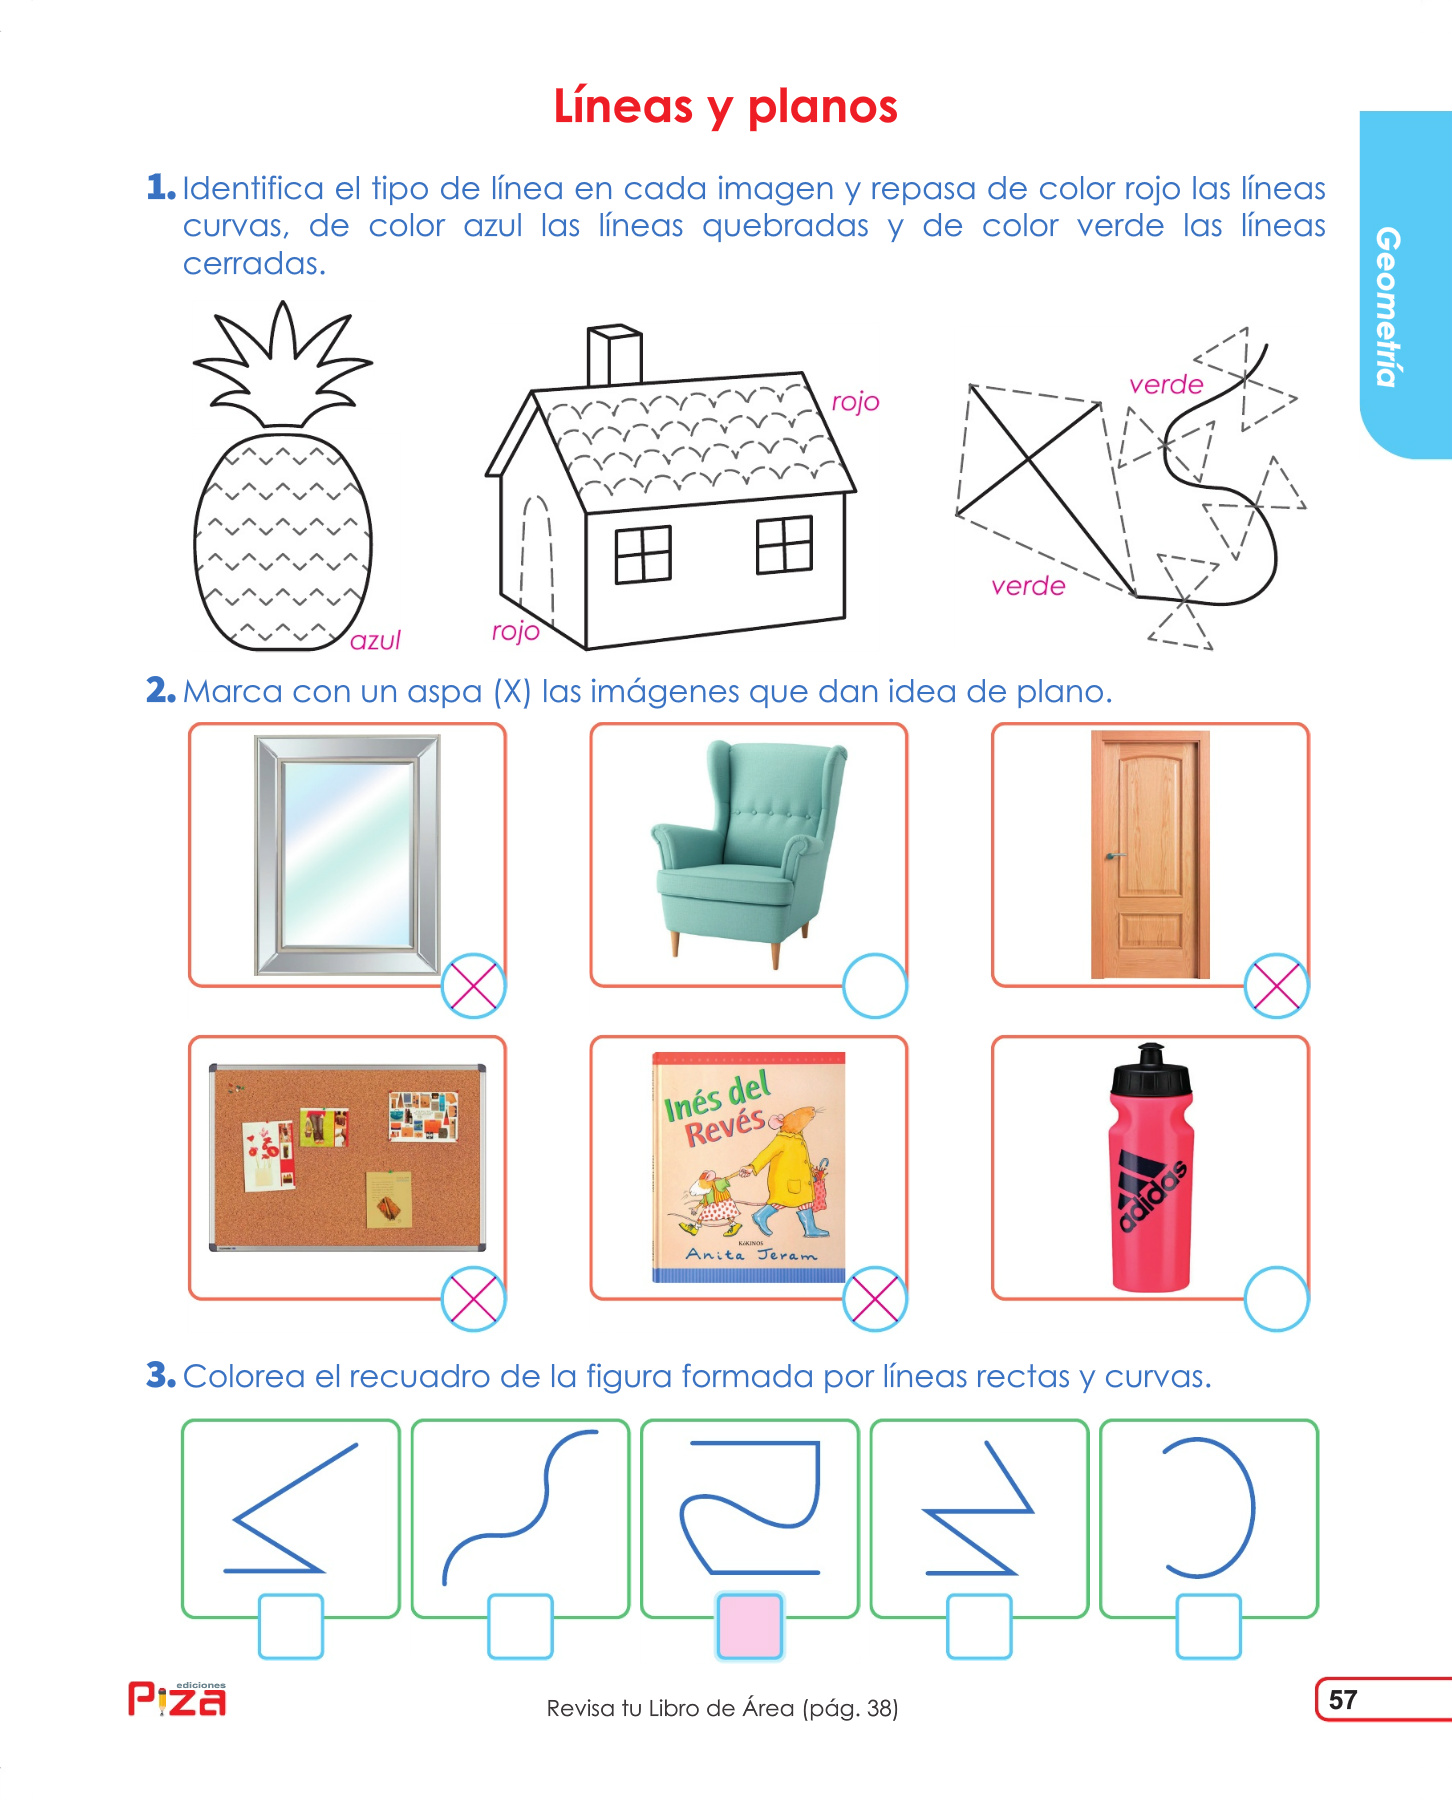 Líneas y planos
Geometría
1. Identifica el tipo de línea en cada imagen y repasa de color rojo las líneas
curvas, de color azul las líneas quebradas y de color verde las líneas
cerradas.
azul
rojo
rojo
verde
verde
2. Marca con un aspa (X) las imágenes que dan idea de plano.
Inés del
Revés
KÓKINOS
Anita Jeram
adidas
3. Colorea el recuadro de la figura formada por líneas rectas y curvas.
ediciones
Piza
Revisa tu Libro de Área (pág. 38)
57